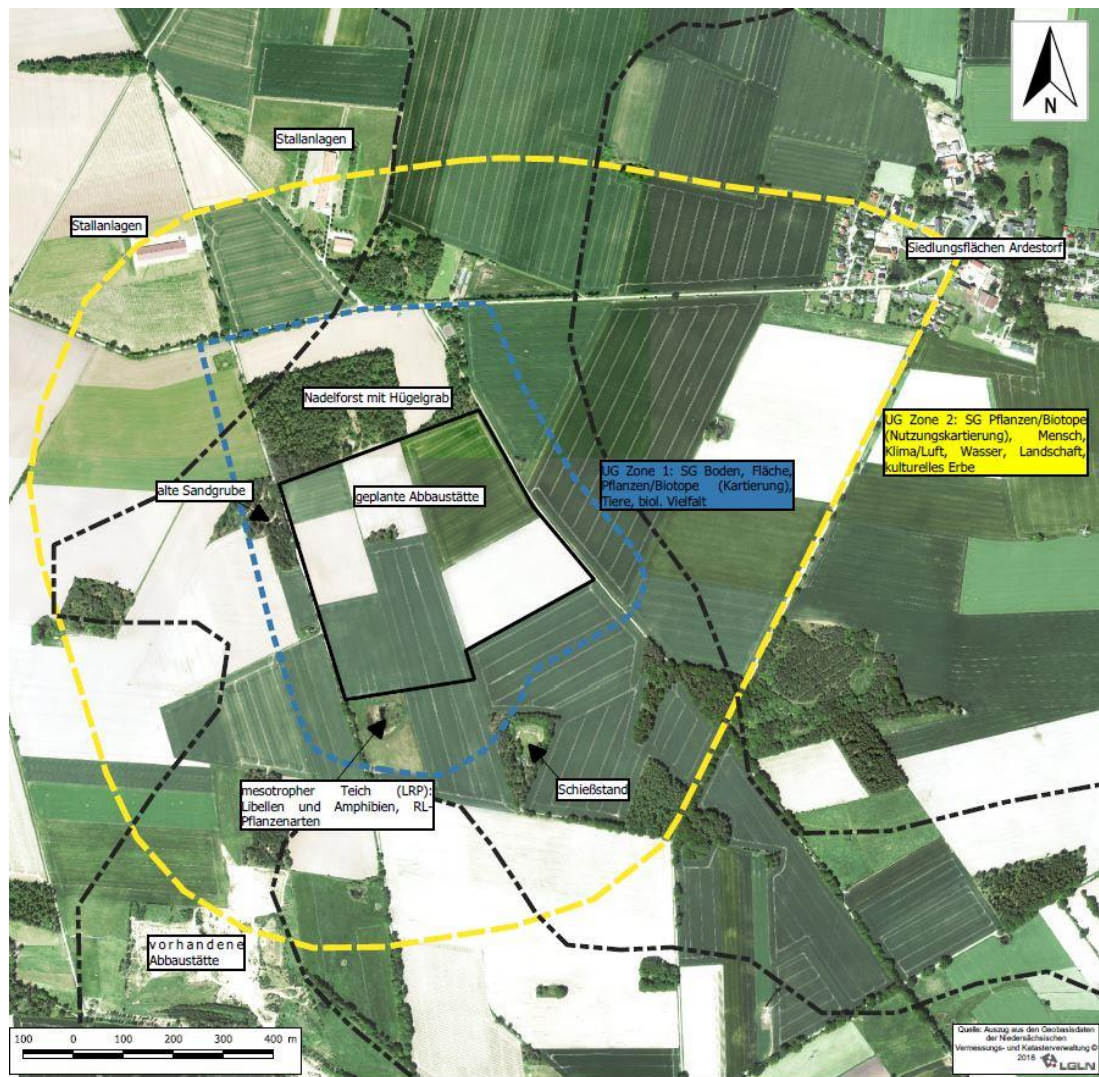 N
Stallanlagen
Stallanlagen
Siedlungsflächen Ardestorf
Nadelforst mit Hügelgrab
UG Zone 2: SG Pflanzen/Biotope
(Nutzungskartierung), Mensch,
Klima/Luft, Wasser, Landschaft,
kulturelles Erbe
UG Zone 1: SG Boden, Fläche,
Pflanzen/Biotope (Kartierung),
Tiere, biol. Vielfalt
alte Sandgrube
geplante Abbaustätte
mesotropher Teich (LRP):
Libellen und Amphibien, RL-
Pflanzenarten
Schießstand
vorhandene
Abbaustätte
100 0 100 200 300 400 m
Quelle: Auszug aus den Geobasisdaten
der Niedersächsischen
Vermessungs- und Katasterverwaltung ©
2018 LGLN